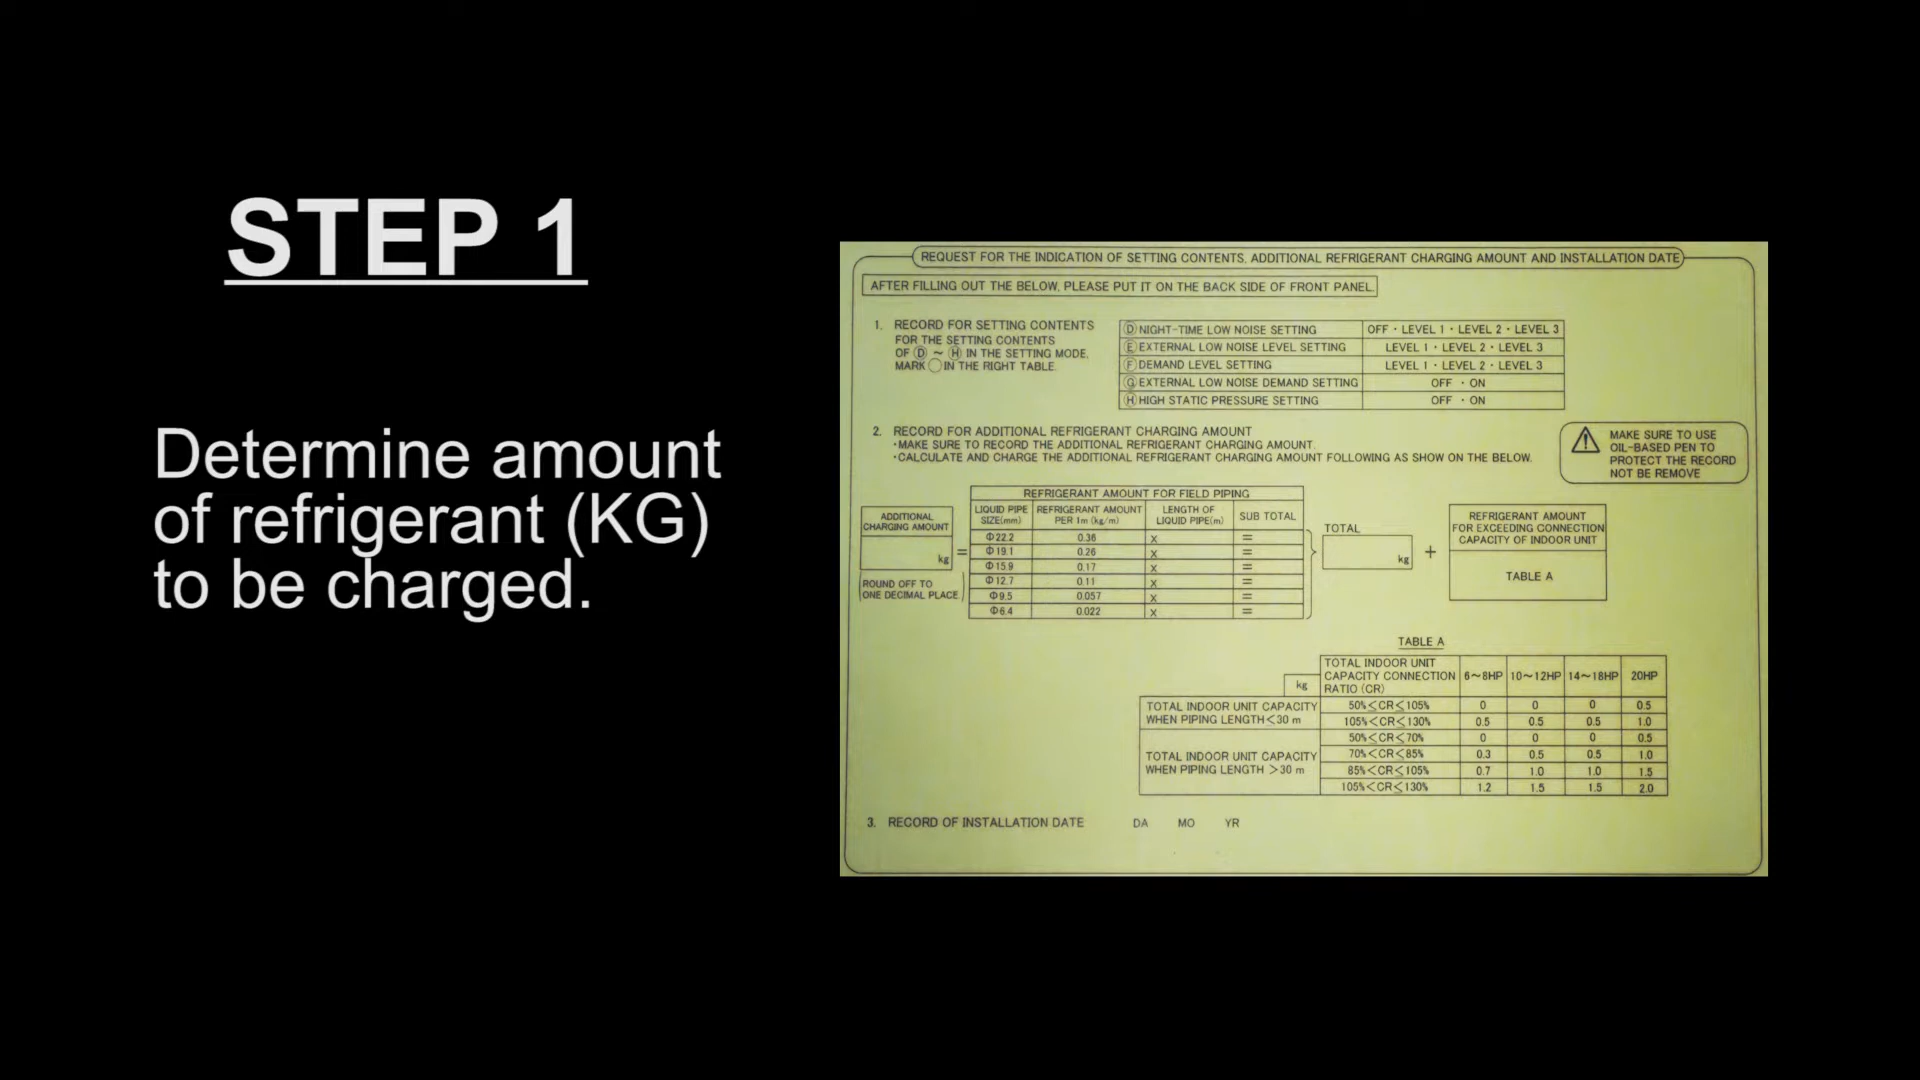 STEP 1
Determine amount
of refrigerant (KG)
to be charged.
REQUEST FOR THE INDICATION OF SETTING CONTENTS, ADDITIONAL REFRIGERANT CHARGING AMOUNT AND INSTALLATION DATE
AFTER FILLING OUT THE BELOW, PLEASE PUT IT ON THE BACK SIDE OF FRONT PANEL.
1. RECORD FOR SETTING CONTENTS
FOR THE SETTING CONTENTS
OF Ⓓ ~ Ⓗ IN THE SETTING MODE,
MARK ◯ IN THE RIGHT TABLE.
Ⓓ NIGHT-TIME LOW NOISE SETTING OFF · LEVEL 1 · LEVEL 2 · LEVEL 3
Ⓔ EXTERNAL LOW NOISE LEVEL SETTING LEVEL 1 · LEVEL 2 · LEVEL 3
Ⓕ DEMAND LEVEL SETTING LEVEL 1 · LEVEL 2 · LEVEL 3
Ⓖ EXTERNAL LOW NOISE DEMAND SETTING OFF · ON
Ⓗ HIGH STATIC PRESSURE SETTING OFF · ON
2. RECORD FOR ADDITIONAL REFRIGERANT CHARGING AMOUNT
·MAKE SURE TO RECORD THE ADDITIONAL REFRIGERANT CHARGING AMOUNT.
·CALCULATE AND CHARGE THE ADDITIONAL REFRIGERANT CHARGING AMOUNT FOLLOWING AS SHOW ON THE BELOW.
MAKE SURE TO USE
OIL-BASED PEN TO
PROTECT THE RECORD
NOT BE REMOVE
ADDITIONAL
CHARGING AMOUNT
kg
=
ROUND OFF TO
ONE DECIMAL PLACE.
REFRIGERANT AMOUNT FOR FIELD PIPING
LIQUID PIPE SIZE(mm) REFRIGERANT AMOUNT PER 1m (kg/m) LENGTH OF LIQUID PIPE(m) SUB TOTAL
Φ22.2 0.36 X =
Φ19.1 0.26 X =
Φ15.9 0.17 X =
Φ12.7 0.11 X =
Φ9.5 0.057 X =
Φ6.4 0.022 X =
TOTAL
kg
+
REFRIGERANT AMOUNT
FOR EXCEEDING CONNECTION
CAPACITY OF INDOOR UNIT
TABLE A
TABLE A
kg
TOTAL INDOOR UNIT CAPACITY CONNECTION RATIO (CR) 6~8HP 10~12HP 14~18HP 20HP
TOTAL INDOOR UNIT CAPACITY
WHEN PIPING LENGTH<30 m
50%≦CR≦105% 0 0 0 0.5
105%<CR≦130% 0.5 0.5 0.5 1.0
TOTAL INDOOR UNIT CAPACITY
WHEN PIPING LENGTH >30 m
50%<CR≦70% 0 0 0 0.5
70%<CR≦85% 0.3 0.5 0.5 1.0
85%<CR≦105% 0.7 1.0 1.0 1.5
105%<CR≦130% 1.2 1.5 1.5 2.0
3. RECORD OF INSTALLATION DATE DA MO YR